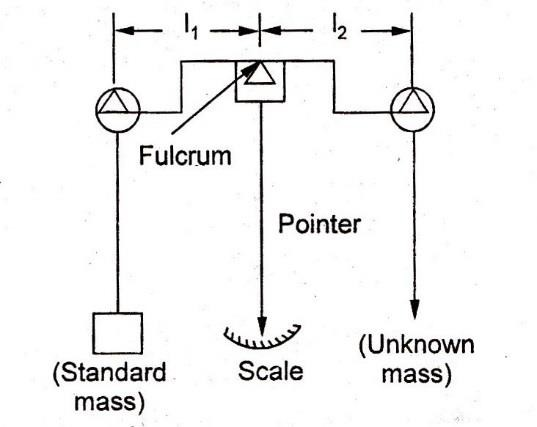 l1 l2
Fulcrum
Pointer
(Standard
mass)
Scale
(Unknown
mass)